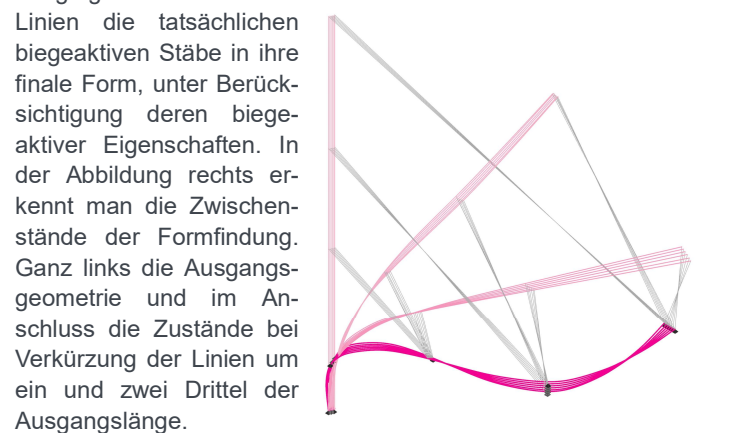 Linien die tatsächlichen
biegeaktiven Stäbe in ihre
finale Form, unter Berück-
sichtigung deren biege-
aktiver Eigenschaften. In
der Abbildung rechts er-
kennt man die Zwischen-
stände der Formfindung.
Ganz links die Ausgangs-
geometrie und im An-
schluss die Zustände bei
Verkürzung der Linien um
ein und zwei Drittel der
Ausgangslänge.